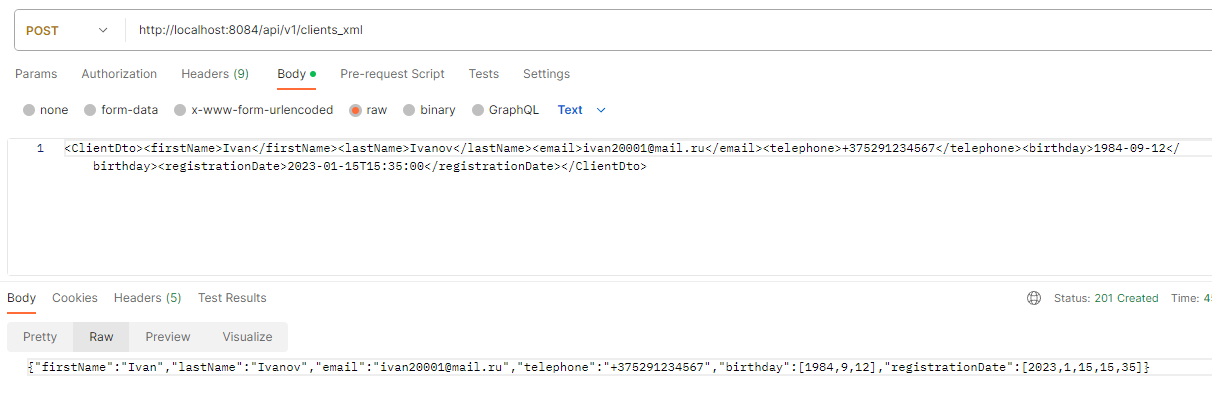 POST http://localhost:8084/api/v1/clients_xml
Params Authorization Headers (9) Body Pre-request Script Tests Settings
none form-data x-www-form-urlencoded raw binary GraphQL Text
1 <ClientDto><firstName>Ivan</firstName><lastName>Ivanov</lastName><email>ivan20001@mail.ru</email><telephone>+375291234567</telephone><birthday>1984-09-12</
birthday><registrationDate>2023-01-15T15:35:00</registrationDate></ClientDto>
Body Cookies Headers (5) Test Results Status: 201 Created Time: 4
Pretty Raw Preview Visualize
{"firstName":"Ivan","lastName":"Ivanov","email":"ivan20001@mail.ru","telephone":"+375291234567","birthday":[1984,9,12],"registrationDate":[2023,1,15,15,35]}